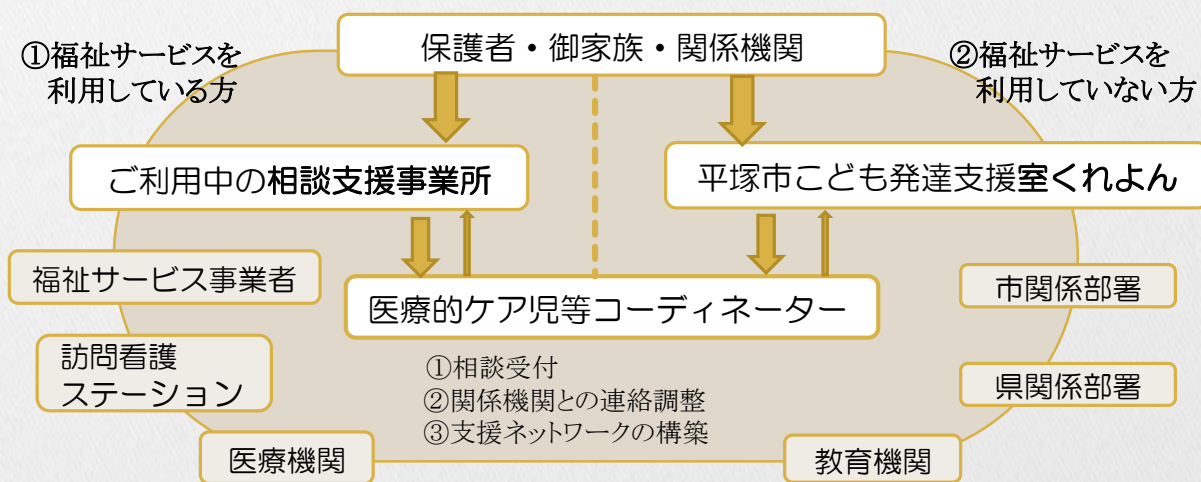 保護者・御家族・関係機関
①福祉サービスを
利用している方
②福祉サービスを
利用していない方
ご利用中の相談支援事業所
平塚市こども発達支援室くれよん
医療的ケア児等コーディネーター
福祉サービス事業者
市関係部署
訪問看護
ステーション
県関係部署
①相談受付
②関係機関との連絡調整
③支援ネットワークの構築
医療機関
教育機関